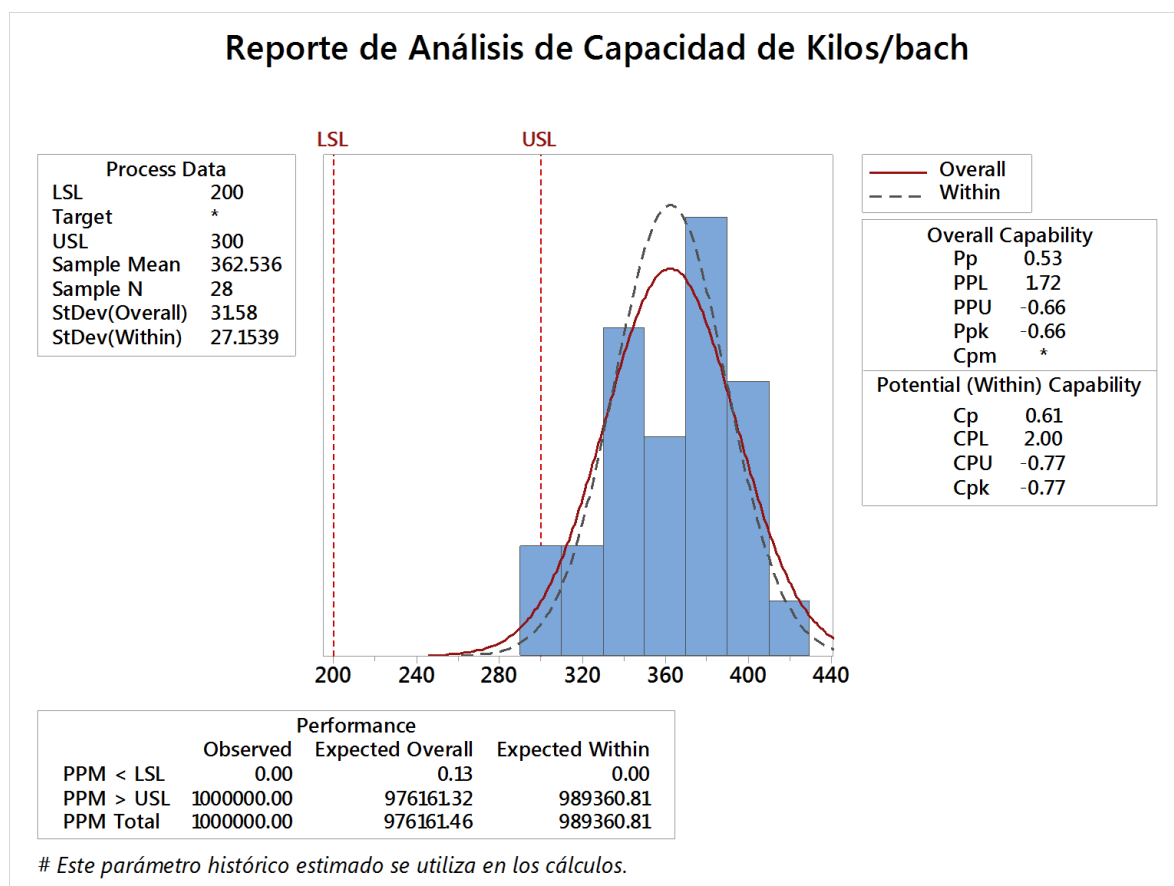 Reporte de Análisis de Capacidad de Kilos/bach
LSL USL
Process Data
LSL 200
Target *
USL 300
Sample Mean 362.536
Sample N 28
StDev(Overall) 31.58
StDev(Within) 27.1539
Overall
Within
Overall Capability
Pp 0.53
PPL 1.72
PPU -0.66
Ppk -0.66
Cpm *
Potential (Within) Capability
Cp 0.61
CPL 2.00
CPU -0.77
Cpk -0.77
200 240 280 320 360 400 440
Performance
Observed Expected Overall Expected Within
PPM < LSL 0.00 0.13 0.00
PPM > USL 1000000.00 976161.32 989360.81
PPM Total 1000000.00 976161.46 989360.81
# Este parámetro histórico estimado se utiliza en los cálculos.